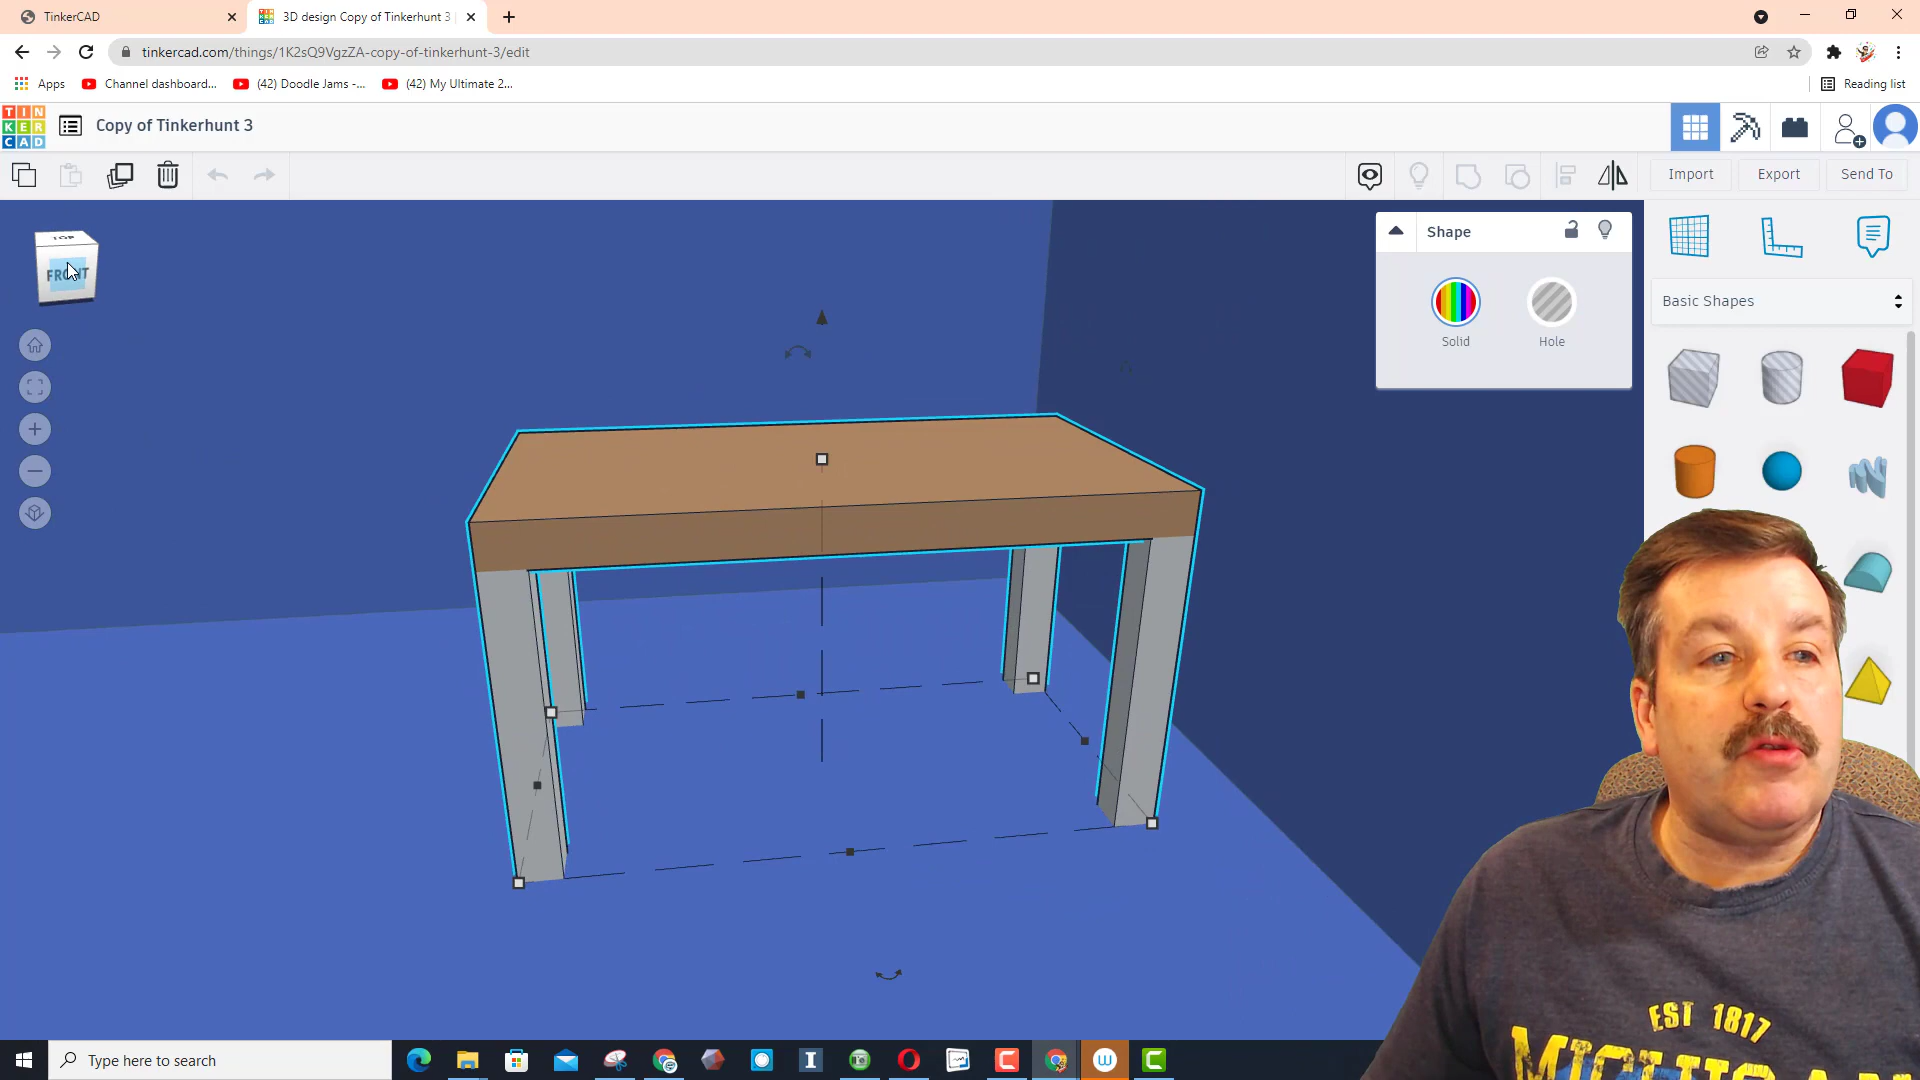 TinkerCAD
3D design Copy of Tinkerhunt 3 |
tinkercad.com/things/1K2sQ9VgzZA-copy-of-tinkerhunt-3/edit
Apps
Channel dashboard...
(42) Doodle Jams -...
(42) My Ultimate 2...
Reading list
TIN
KER
CAD
Copy of Tinkerhunt 3
Import
Export
Send To
TOP
FRONT
Shape
Solid
Hole
Basic Shapes
EST 1817
Type here to search